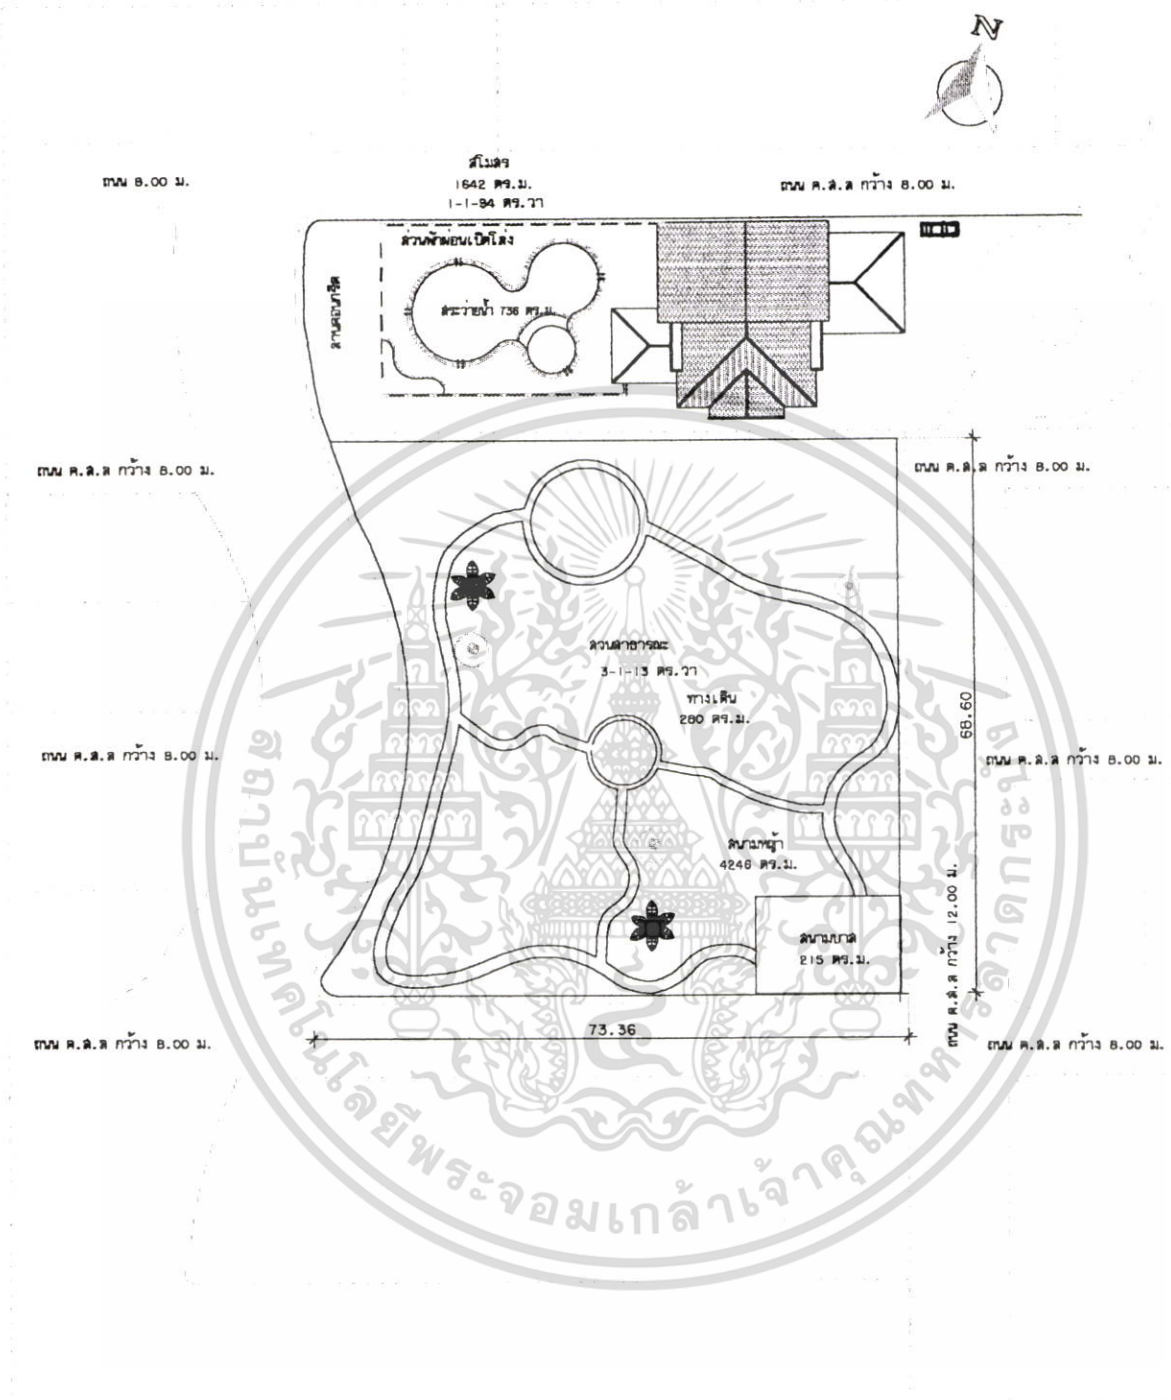 N
ถนน 8.00 ม.
สโมสร
1642 ตร.ม.
1-1-94 ตร.วา
ถนน ค.ส.ล กว้าง 8.00 ม.
ส่วนพักผ่อนเปิดโล่ง
ลานคอนกรีต
สระว่ายน้ำ 736 ตร.ม.
ถนน ค.ส.ล กว้าง 8.00 ม.
ถนน ค.ส.ล กว้าง 8.00 ม.
สวนสาธารณะ
3-1-13 ตร.วา
ทางเดิน
280 ตร.ม.
68.60
ถนน ค.ส.ล กว้าง 8.00 ม.
ถนน ค.ส.ล กว้าง 8.00 ม.
สนามหญ้า
4246 ตร.ม.
สนามบาส
215 ตร.ม.
ถนน ค.ส.ล กว้าง 12.00 ม.
73.36
ถนน ค.ส.ล กว้าง 8.00 ม.
ถนน ค.ส.ล กว้าง 8.00 ม.
สถาบันเทคโนโลยีพระจอมเกล้าเจ้าคุณทหารลาดกระบัง